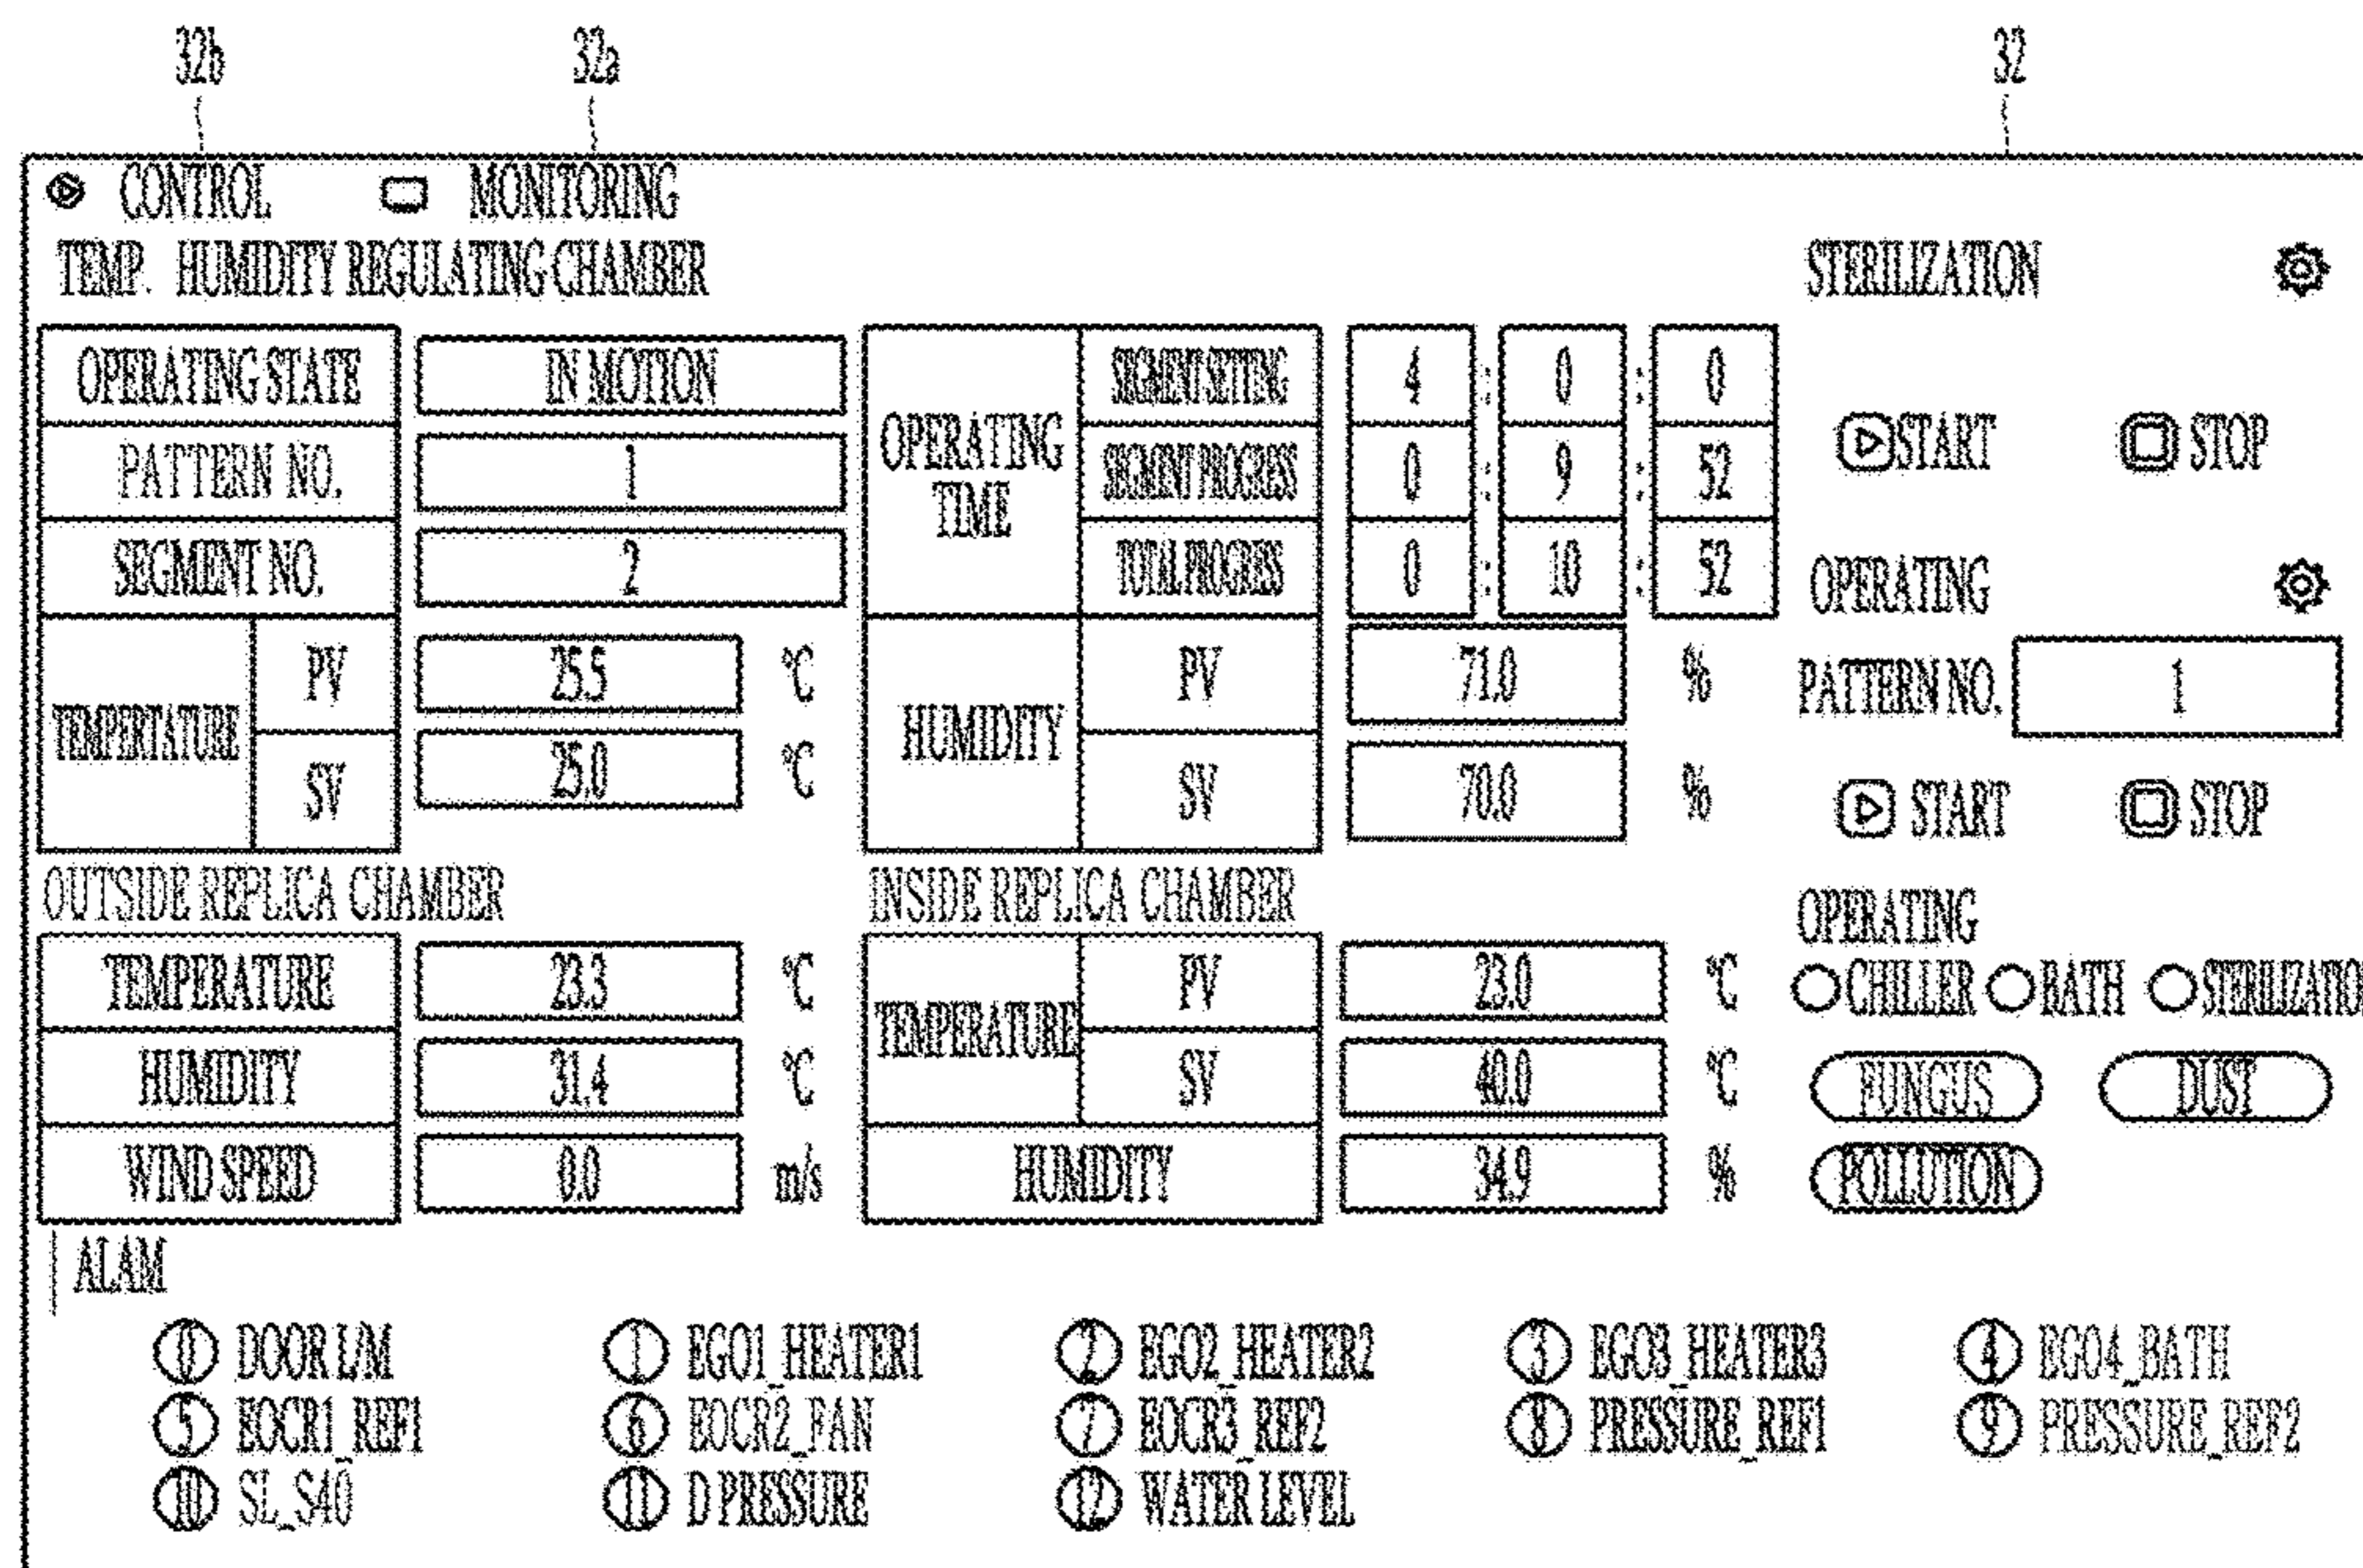 32b 32a 32
CONTROL MONITORING
TEMP. HUMIDITY REGULATING CHAMBER STERILIZATION
OPERATING STATE IN MOTION OPERATING TIME SEGMENT SETTING 4 : 0 : 0
START STOP
PATTERN NO. 1 SEGMENT PROGRESS 0 : 9 : 52
SEGMENT NO. 2 TOTAL PROGRESS 0 : 10 : 52
OPERATING
TEMPERTATURE PV 25.5 °C HUMIDITY PV 71.0 % PATTERN NO. 1
SV 25.0 °C SV 70.0 % START STOP
OUTSIDE REPLICA CHAMBER INSIDE REPLICA CHAMBER OPERATING
TEMPERATURE 23.3 °C TEMPERATURE PV 23.0 °C CHILLER BATH STERILIZATIO
HUMIDITY 31.4 °C SV 40.0 °C FUNGUS DUST
WIND SPEED 0.0 m/s HUMIDITY 34.9 % POLLUTION
ALAM
0 DOOR L/M 1 EGO1_HEATER1 2 EGO2_HEATER2 3 EGO3_HEATER3 4 EGO4_BATH
5 EOCR1_REF1 6 EOCR2_FAN 7 EOCR3_REF2 8 PRESSURE_REF1 9 PRESSURE_REF2
10 SL_S40 11 D PRESSURE 12 WATER LEVEL